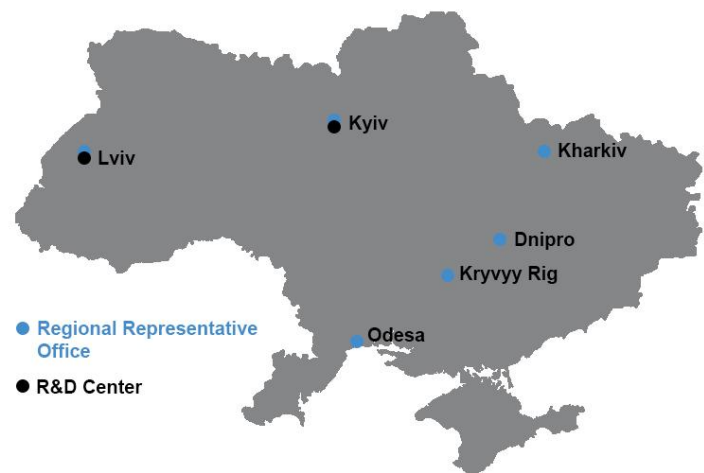 Kyiv
Lviv
Kharkiv
Dnipro
Kryvyy Rig
Odesa
Regional Representative
Office
R&D Center